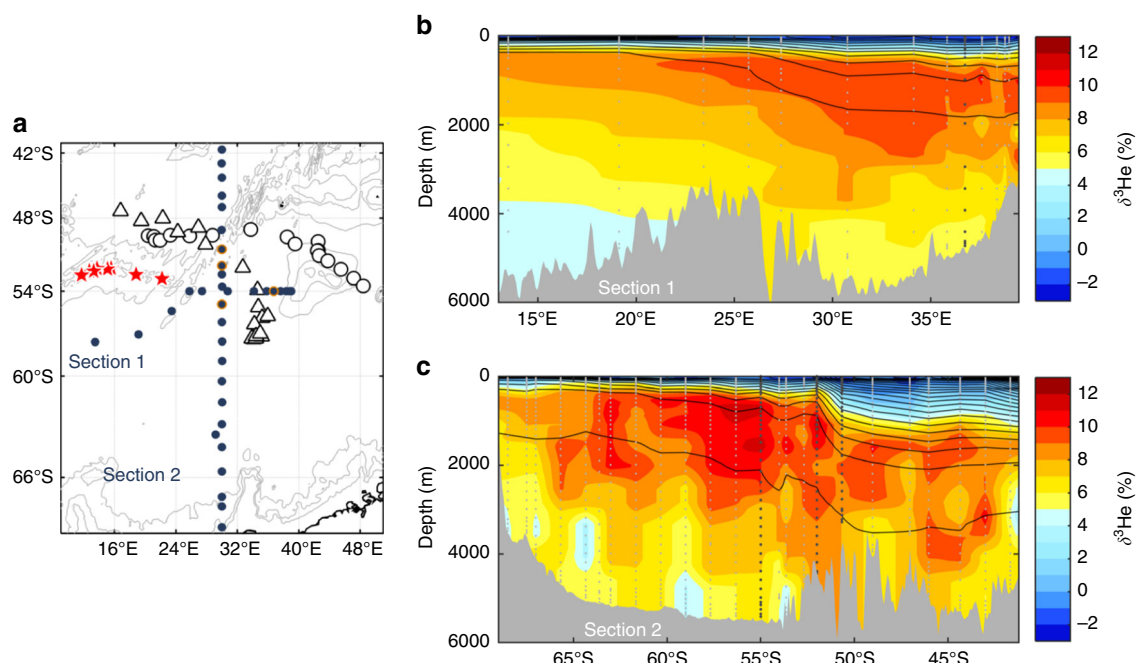 a
42°S
48°S
54°S
60°S
66°S
16°E
24°E
32°E
40°E
48°E
Section 1
Section 2
b
0
2000
4000
6000
Depth (m)
15°E
20°E
25°E
30°E
35°E
Section 1
12
10
8
6
4
2
0
–2
δ³He (%)
c
0
2000
4000
6000
Depth (m)
65°S
60°S
55°S
50°S
45°S
Section 2
12
10
8
6
4
2
0
–2
δ³He (%)